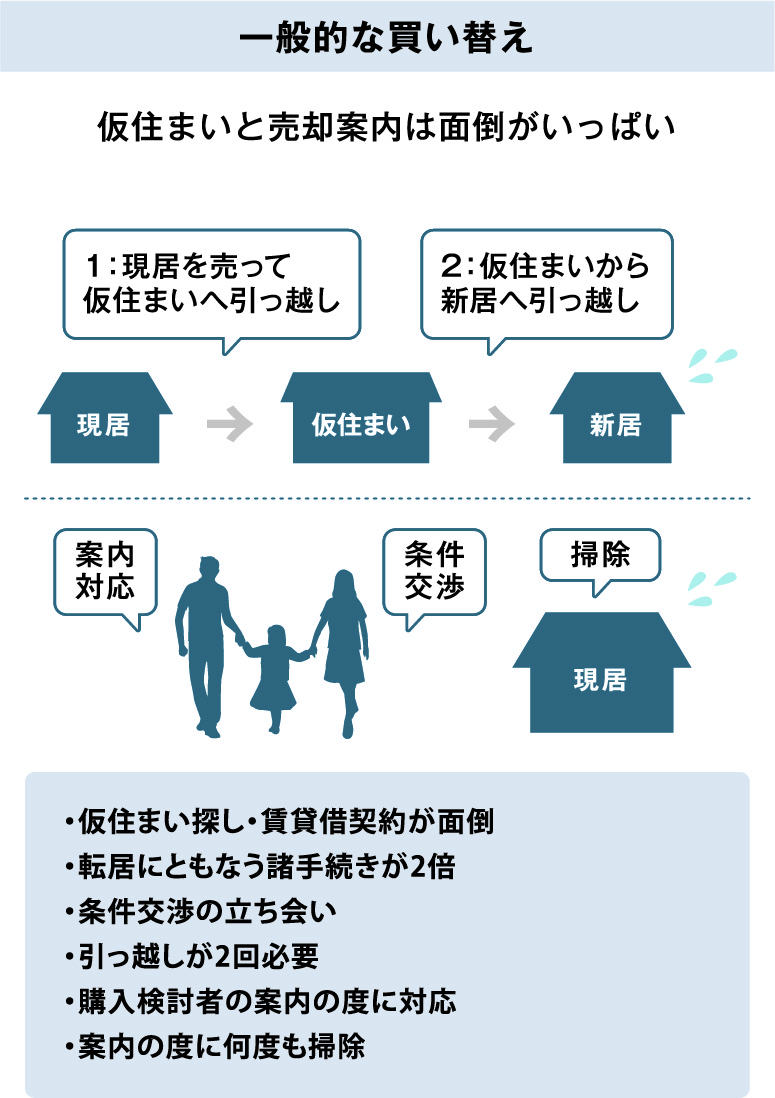 一般的な買い替え
仮住まいと売却案内は面倒がいっぱい
1：現居を売って
仮住まいへ引っ越し
2：仮住まいから
新居へ引っ越し
現居
仮住まい
新居
案内
対応
条件
交渉
掃除
現居
・仮住まい探し・賃貸借契約が面倒
・転居にともなう諸手続きが2倍
・条件交渉の立ち会い
・引っ越しが2回必要
・購入検討者の案内の度に対応
・案内の度に何度も掃除